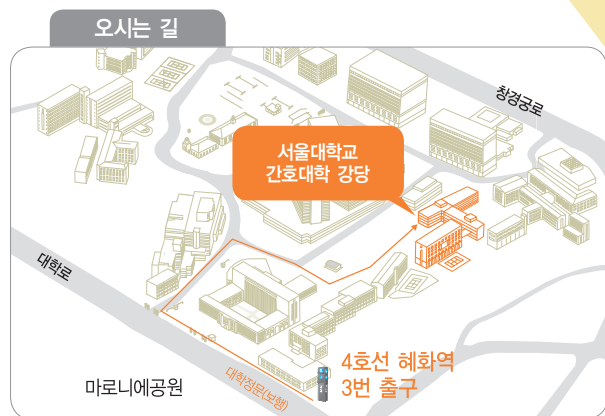 오시는 길
창경궁로
서울대학교
간호대학 강당
대학로
4호선 혜화역
3번 출구
대학정문(보행)
마로니에공원